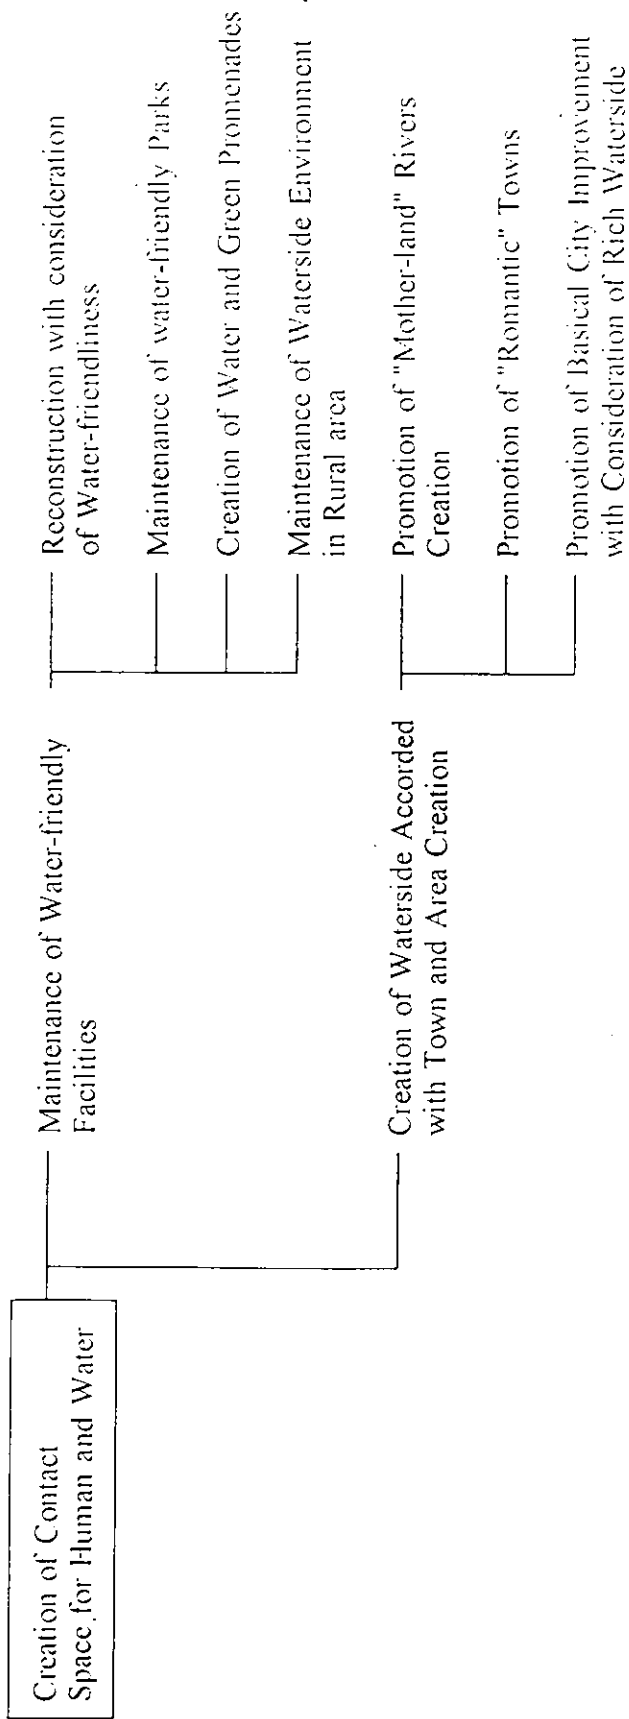 Creation of Contact
Space for Human and Water
Maintenance of Water-friendly
Facilities
Reconstruction with consideration
of Water-friendliness
Maintenance of water-friendly Parks
Creation of Water and Green Promenades
Maintenance of Waterside Environment
in Rural area
Creation of Waterside Accorded
with Town and Area Creation
Promotion of "Mother-land" Rivers
Creation
Promotion of "Romantic" Towns
Promotion of Basical City Improvement
with Consideration of Rich Waterside